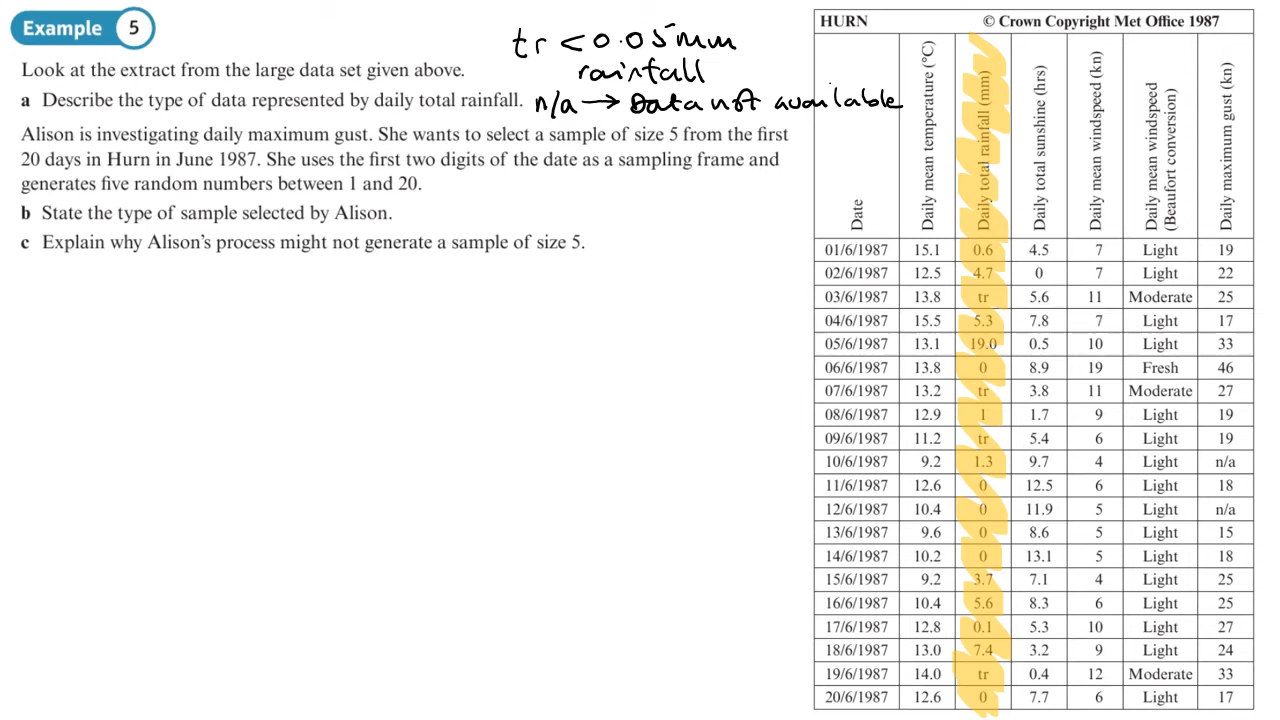 Example 5
tr < 0.05mm
rainfall
n/a → Data not available
Look at the extract from the large data set given above.
a Describe the type of data represented by daily total rainfall.
Alison is investigating daily maximum gust. She wants to select a sample of size 5 from the first
20 days in Hurn in June 1987. She uses the first two digits of the date as a sampling frame and
generates five random numbers between 1 and 20.
b State the type of sample selected by Alison.
c Explain why Alison's process might not generate a sample of size 5.
HURN © Crown Copyright Met Office 1987
Date
Daily mean temperature (°C)
Daily total rainfall (mm)
Daily total sunshine (hrs)
Daily mean windspeed (kn)
Daily mean windspeed
(Beaufort conversion)
Daily maximum gust (kn)
01/6/1987 15.1 0.6 4.5 7 Light 19
02/6/1987 12.5 4.7 0 7 Light 22
03/6/1987 13.8 tr 5.6 11 Moderate 25
04/6/1987 15.5 5.3 7.8 7 Light 17
05/6/1987 13.1 19.0 0.5 10 Light 33
06/6/1987 13.8 0 8.9 19 Fresh 46
07/6/1987 13.2 tr 3.8 11 Moderate 27
08/6/1987 12.9 1 1.7 9 Light 19
09/6/1987 11.2 tr 5.4 6 Light 19
10/6/1987 9.2 1.3 9.7 4 Light n/a
11/6/1987 12.6 0 12.5 6 Light 18
12/6/1987 10.4 0 11.9 5 Light n/a
13/6/1987 9.6 0 8.6 5 Light 15
14/6/1987 10.2 0 13.1 5 Light 18
15/6/1987 9.2 3.7 7.1 4 Light 25
16/6/1987 10.4 5.6 8.3 6 Light 25
17/6/1987 12.8 0.1 5.3 10 Light 27
18/6/1987 13.0 7.4 3.2 9 Light 24
19/6/1987 14.0 tr 0.4 12 Moderate 33
20/6/1987 12.6 0 7.7 6 Light 17